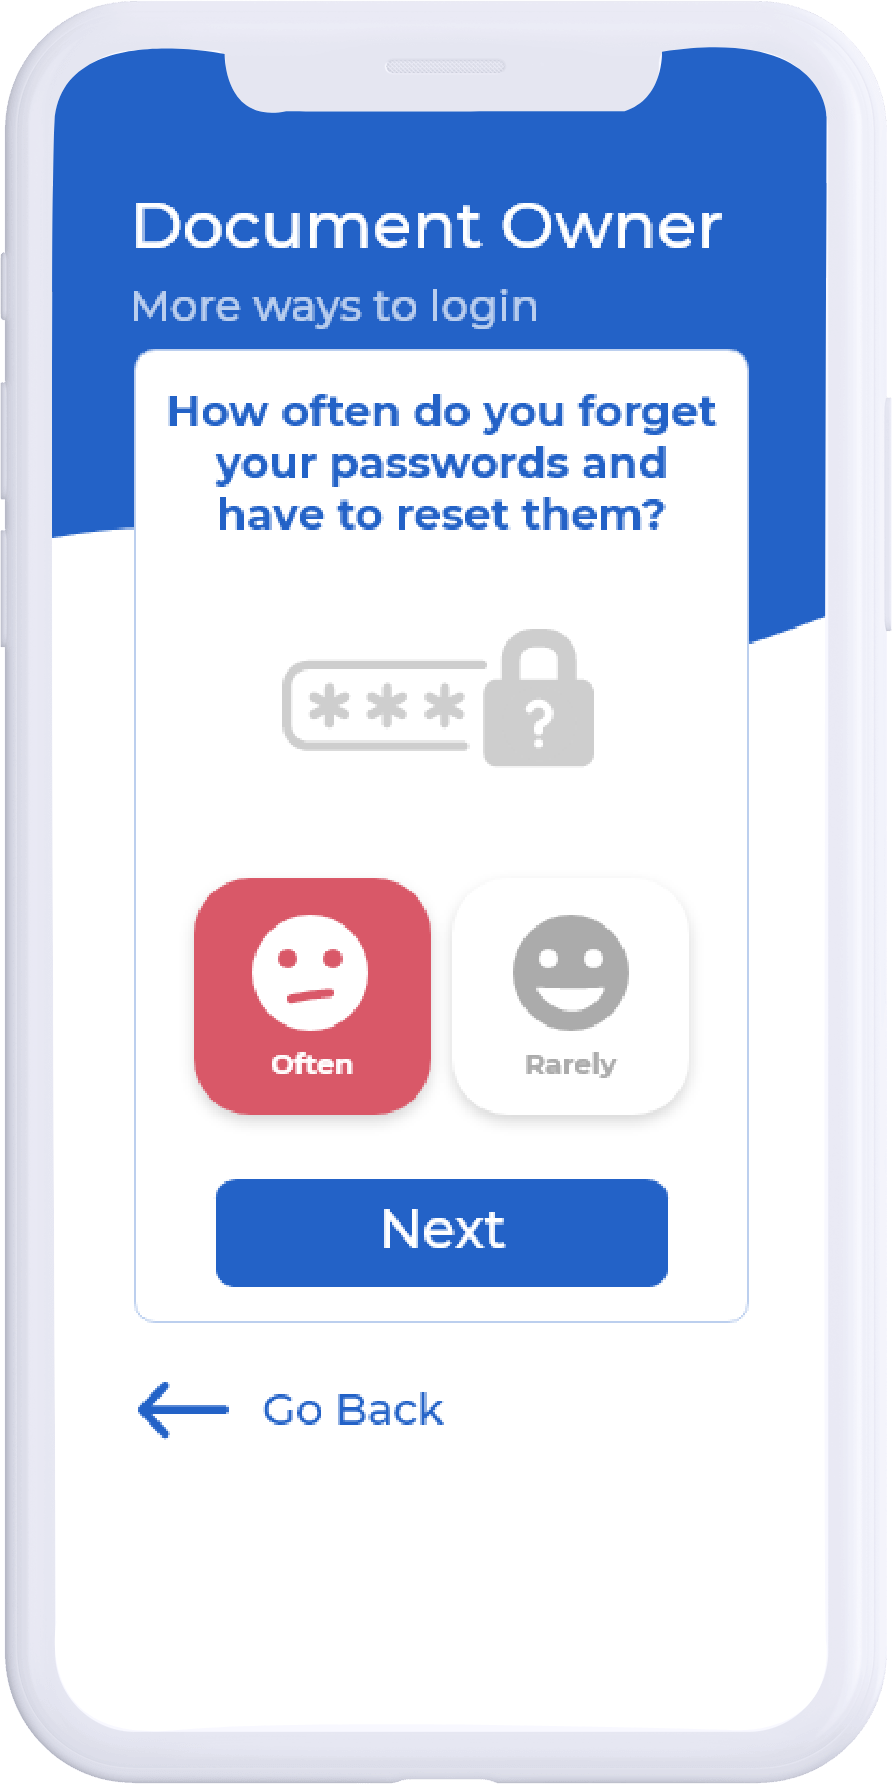 Document Owner
More ways to login
How often do you forget
your passwords and
have to reset them?
***
?
Often
Rarely
Next
Go Back